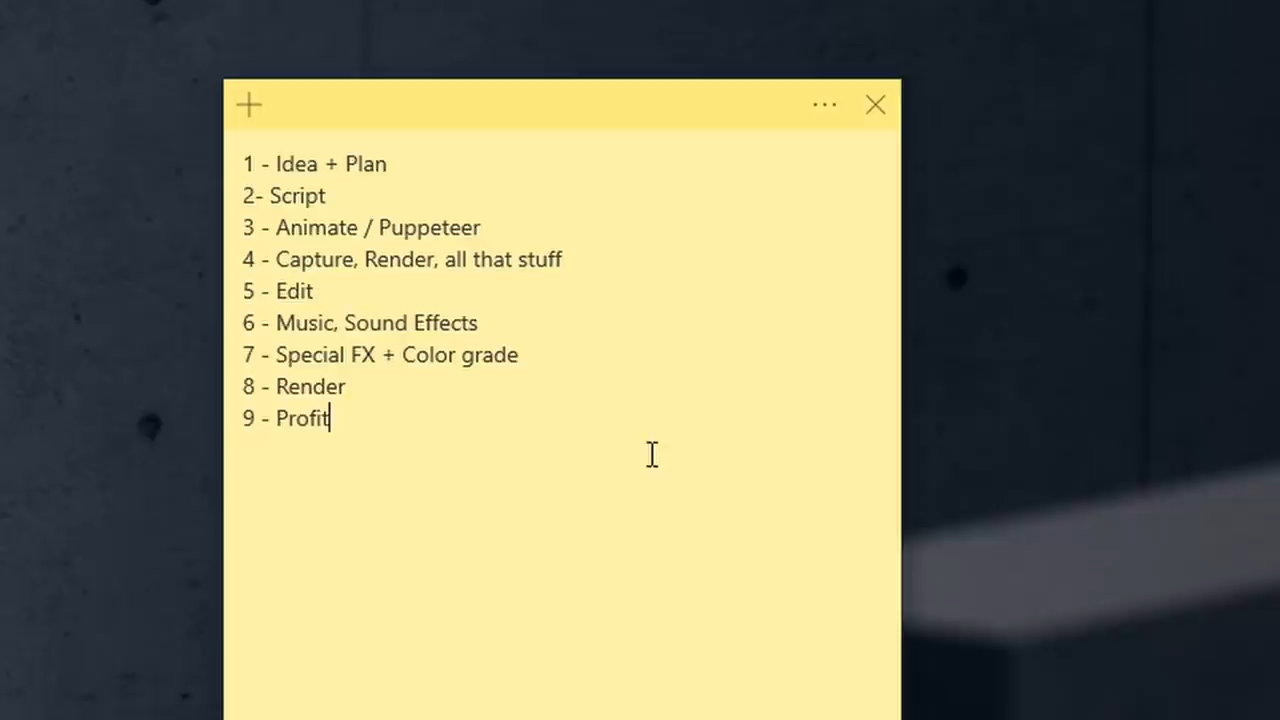 1 - Idea + Plan
2- Script
3 - Animate / Puppeteer
4 - Capture, Render, all that stuff
5 - Edit
6 - Music, Sound Effects
7 - Special FX + Color grade
8 - Render
9 - Profit